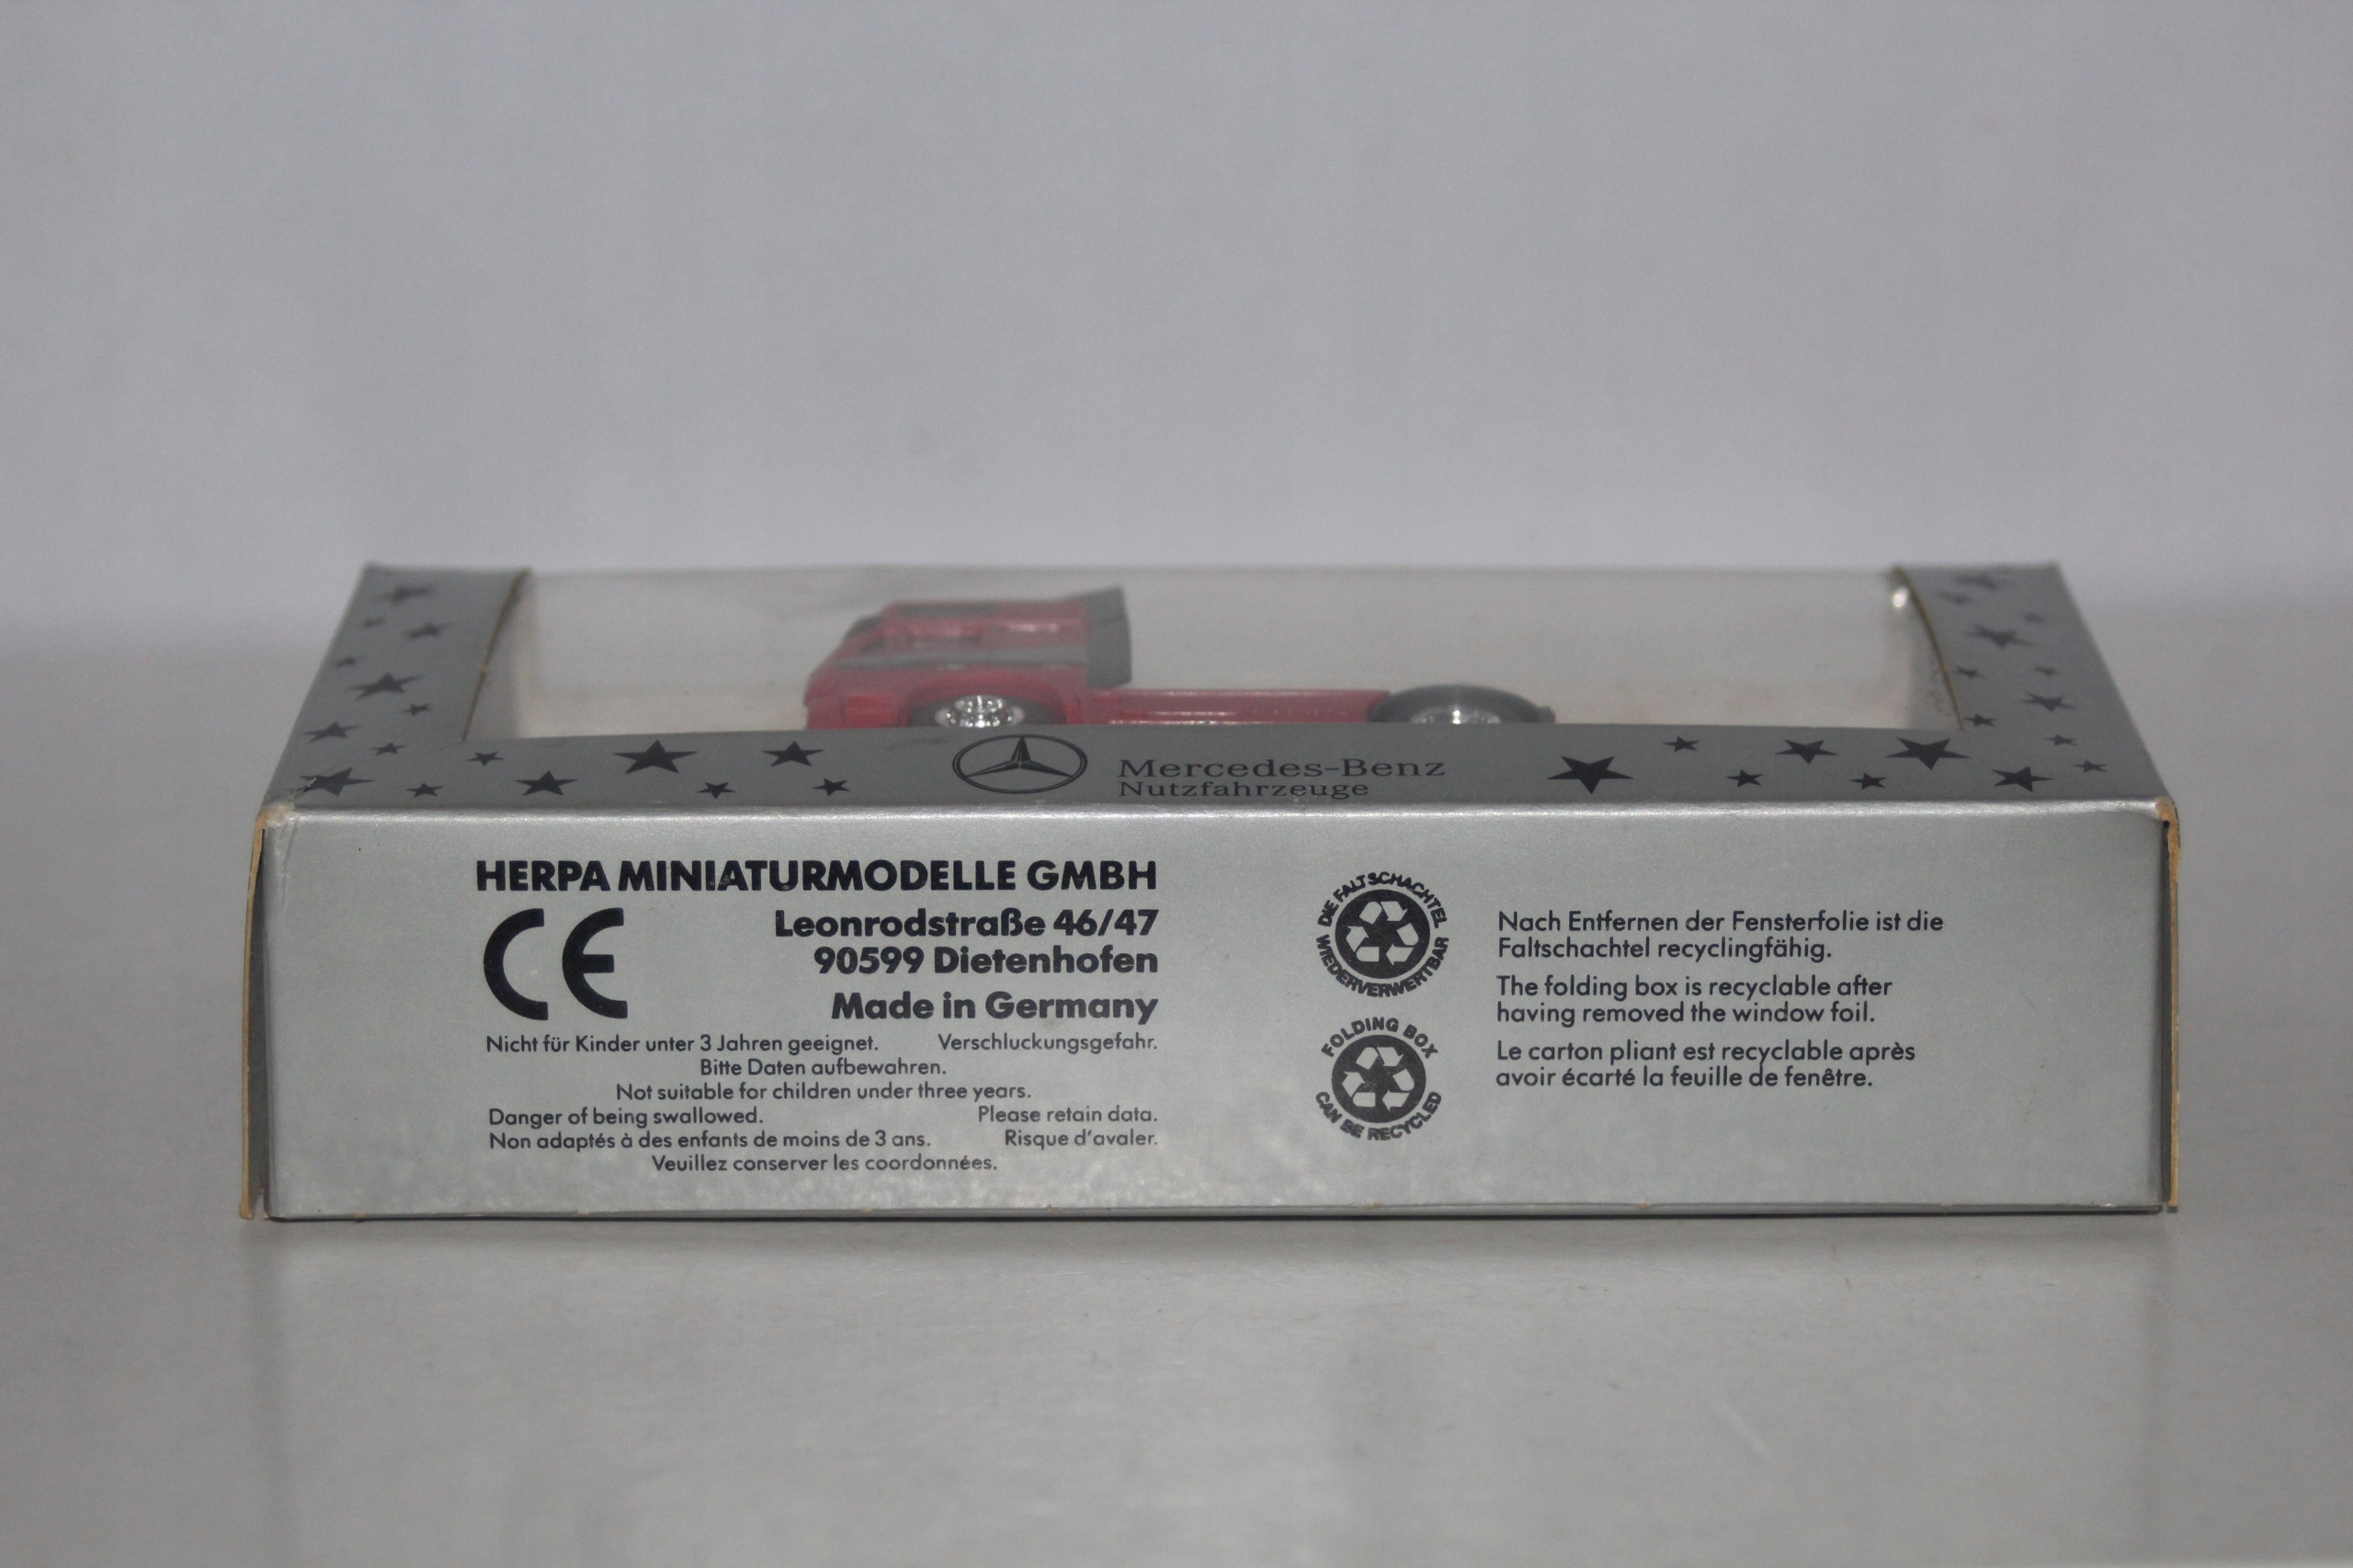 Mercedes-Benz
Nutzfahrzeuge
HERPA MINIATURMODELLE GMBH
CE
Leonrodstraße 46/47
90599 Dietenhofen
Made in Germany
Nicht für Kinder unter 3 Jahren geeignet. Verschluckungsgefahr.
Bitte Daten aufbewahren.
Not suitable for children under three years.
Danger of being swallowed. Please retain data.
Non adaptés à des enfants de moins de 3 ans. Risque d'avaler.
Veuillez conserver les coordonnées.
DIE FALTSCHACHTEL
WIEDERVERWERTBAR
FOLDING BOX
CAN BE RECYCLED
Nach Entfernen der Fensterfolie ist die
Faltschachtel recyclingfähig.
The folding box is recyclable after
having removed the window foil.
Le carton pliant est recyclable après
avoir écarté la feuille de fenêtre.